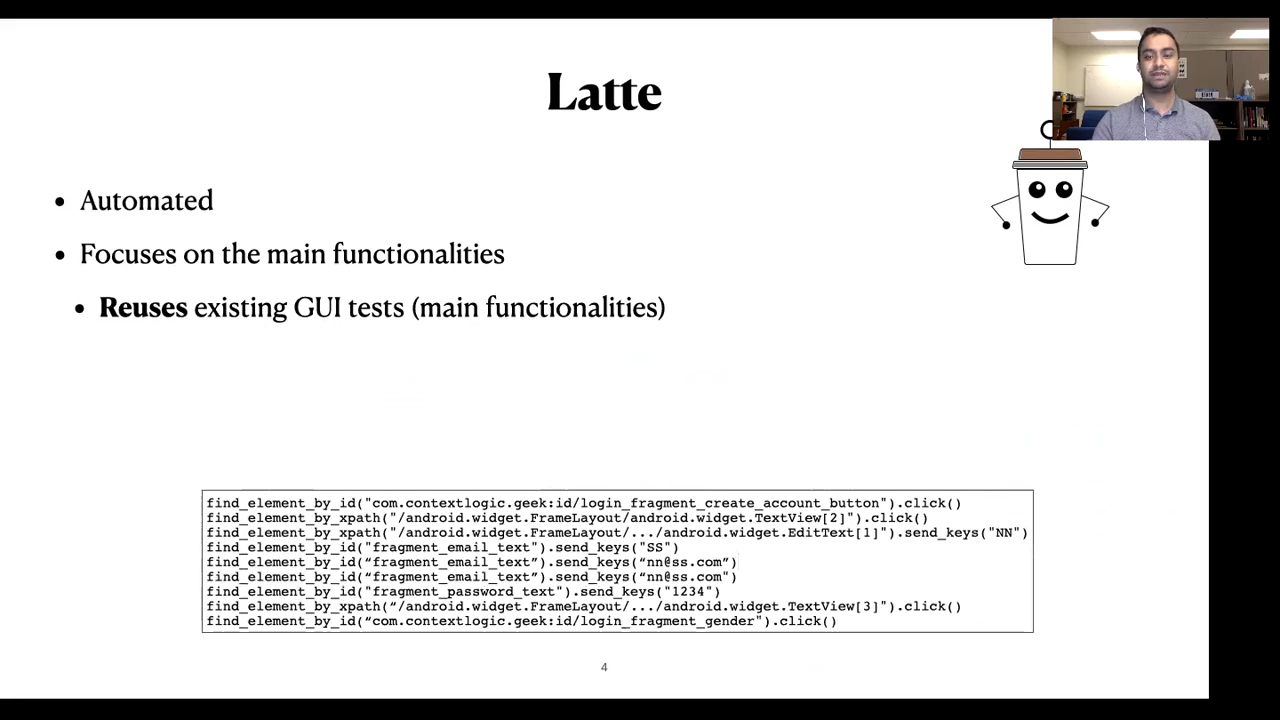 Latte
• Automated
• Focuses on the main functionalities
• Reuses existing GUI tests (main functionalities)
find_element_by_id("com.contextlogic.geek:id/login_fragment_create_account_button").click()
find_element_by_xpath("/android.widget.FrameLayout/android.widget.TextView[2]").click()
find_element_by_xpath("/android.widget.FrameLayout/.../android.widget.EditText[1]").send_keys("NN")
find_element_by_id("fragment_email_text").send_keys("SS")
find_element_by_id(“fragment_email_text”).send_keys(“nn@ss.com”)
find_element_by_id(“fragment_email_text”).send_keys(“nn@ss.com")
find_element_by_id("fragment_password_text").send_keys("1234")
find_element_by_xpath(“/android.widget.FrameLayout/.../android.widget.TextView[3]").click()
find_element_by_id(“com.contextlogic.geek:id/login_fragment_gender").click()
4